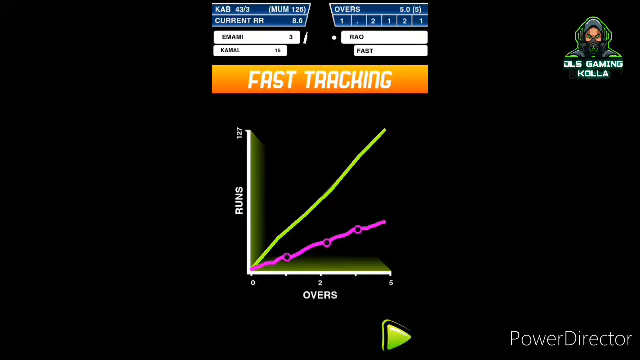 KAB 43/3 (MUM 126)
CURRENT RR 8.6
EMAMI 3
KAMAL 15
OVERS 5.0 (5)
1 . 2 1 2 1
RAO
FAST
DLS GAMING
KOLLA
FAST TRACKING
127
RUNS
0 2 5
OVERS
PowerDirector